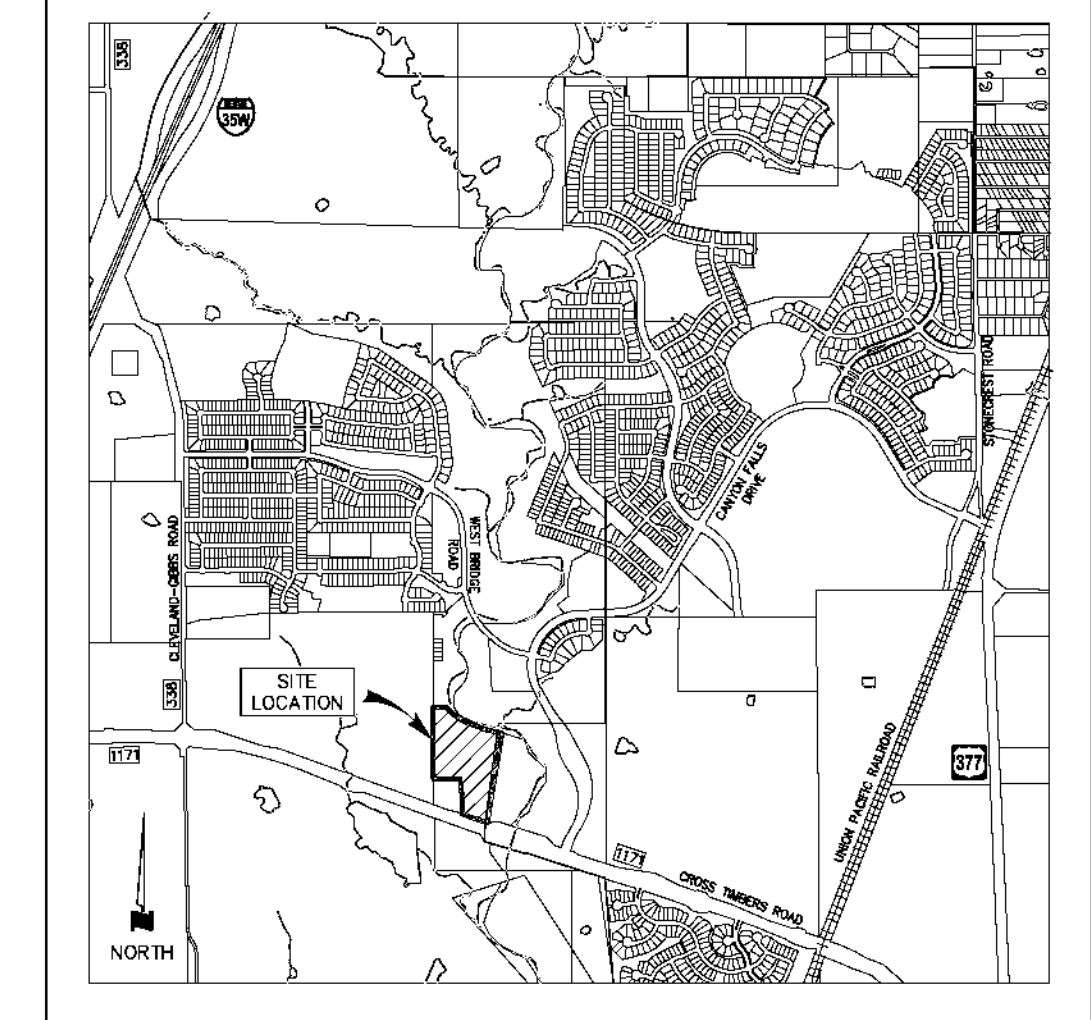 338
35W
STONECREST ROAD
CANYON FALLS
DRIVE
WEST BRIDGE
ROAD
CLEVELAND-GIBBS ROAD
SITE
LOCATION
338
1171
377
UNION PACIFIC RAILROAD
1171
CROSS TIMBERS ROAD
NORTH